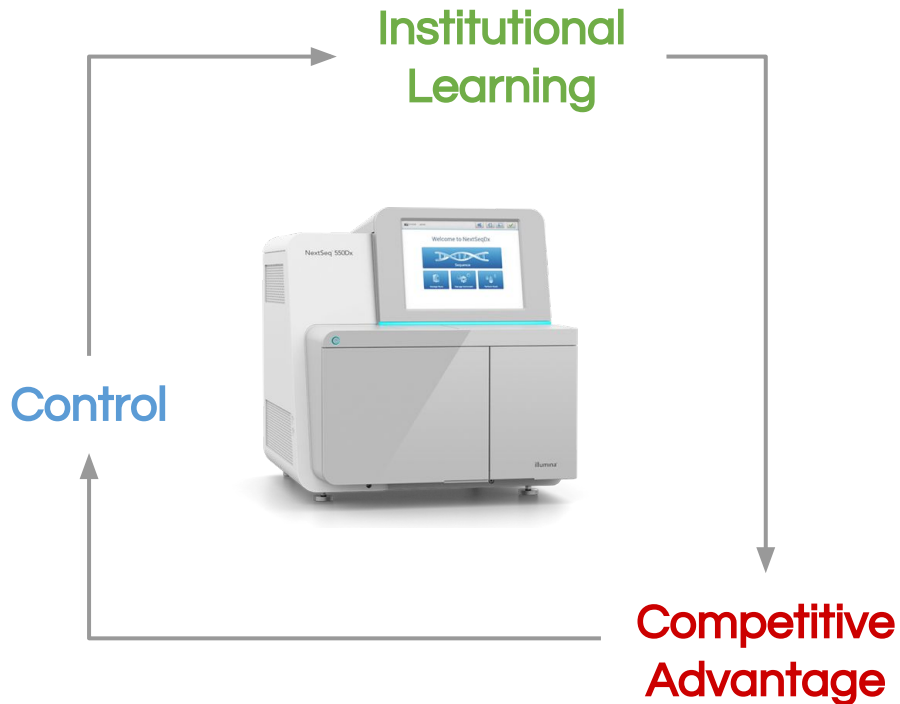 Institutional
Learning
NextSeq 550Dx
Welcome to NextSeqDx
Sequence
illumina
Control
Competitive
Advantage